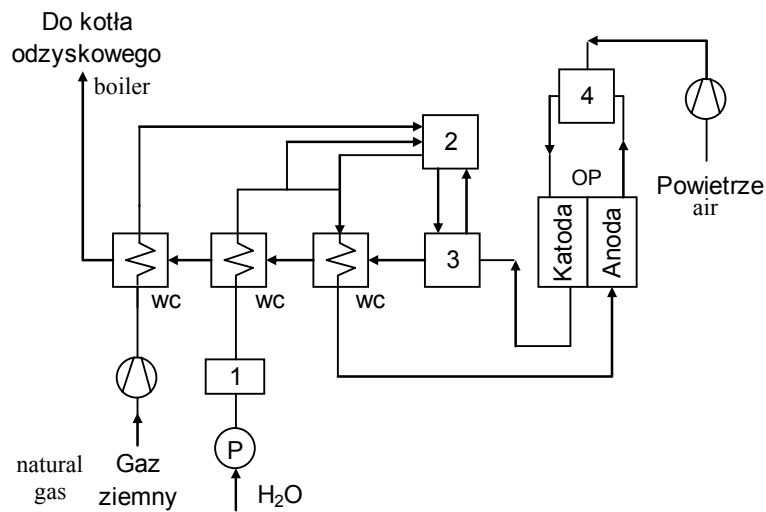 Do kotła
odzyskowego
boiler
4
2
OP
Powietrze
air
Katoda
Anoda
3
wc
wc
wc
1
P
natural
gas
Gaz
ziemny
H₂O